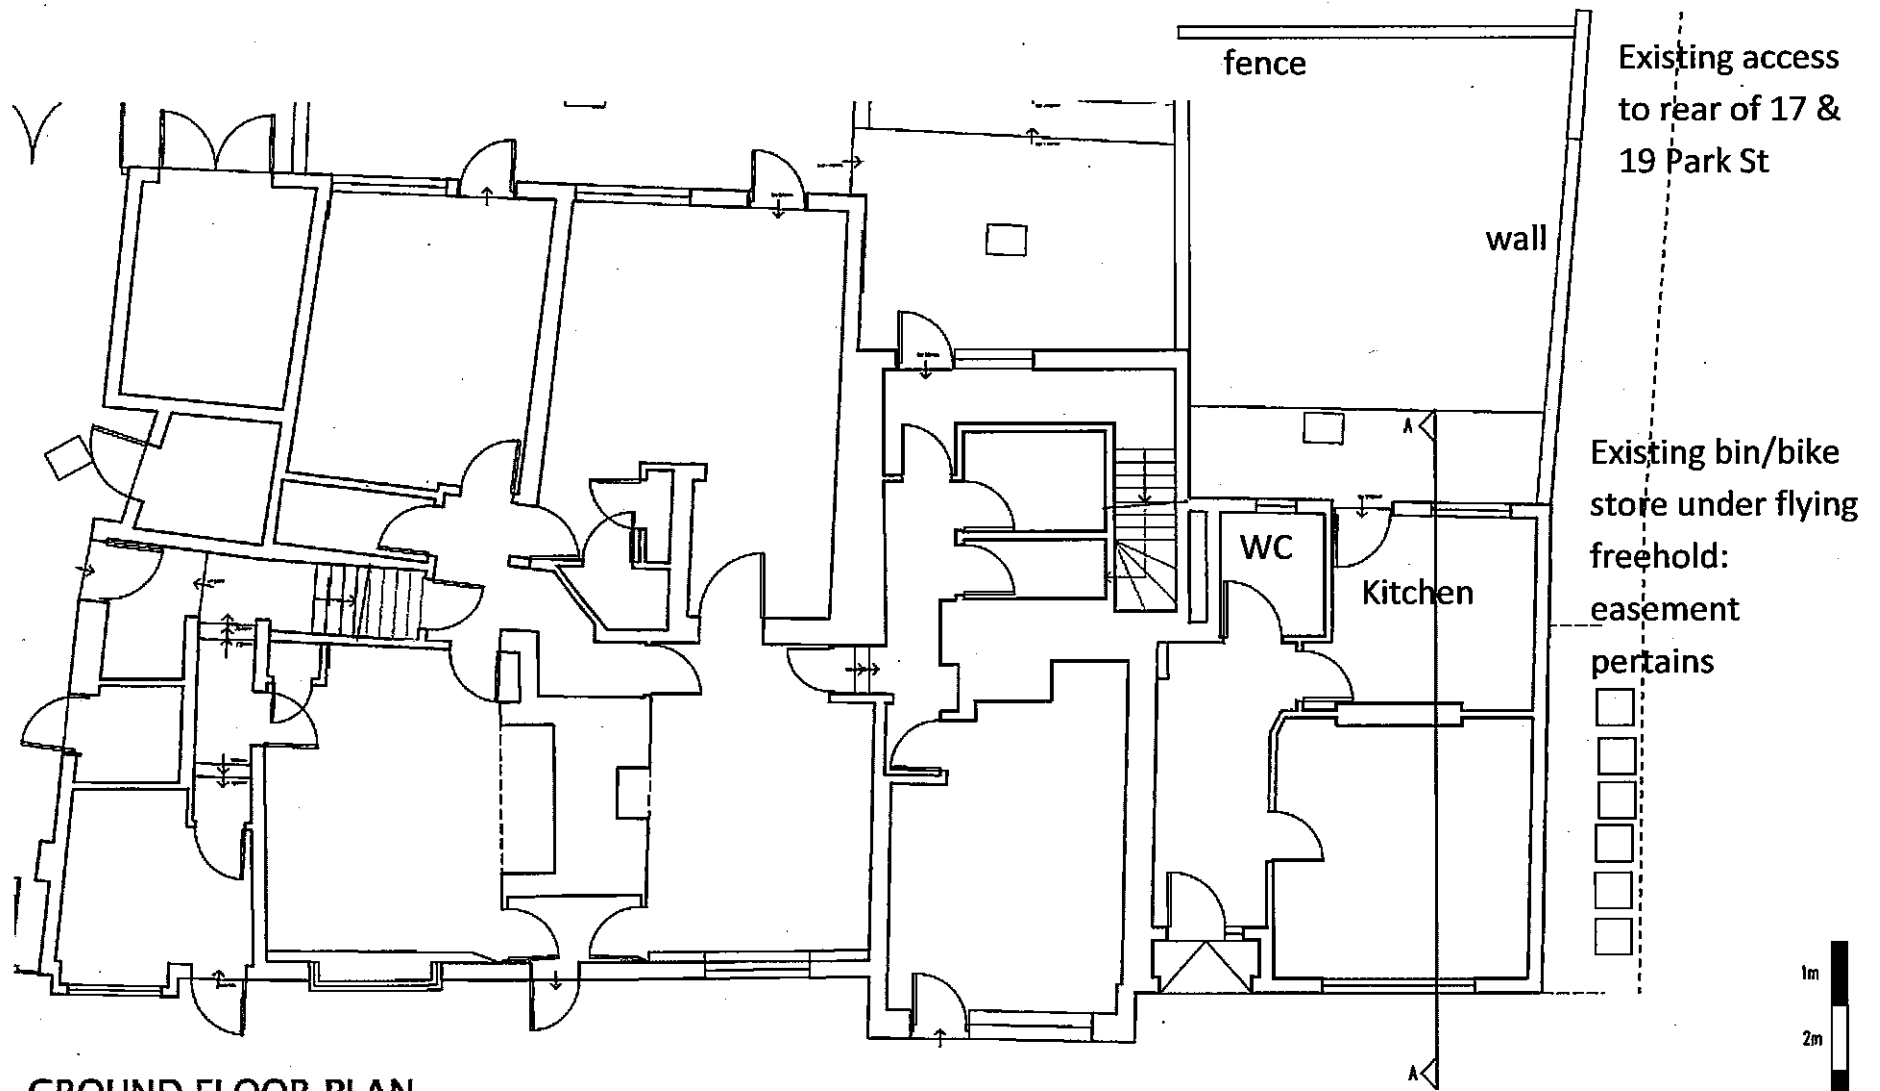 fence
Existing access
to rear of 17 &
19 Park St
wall
A
Existing bin/bike
store under flying
freehold:
easement
pertains
WC
Kitchen
1m
2m
A
GROUND FLOOR PLAN